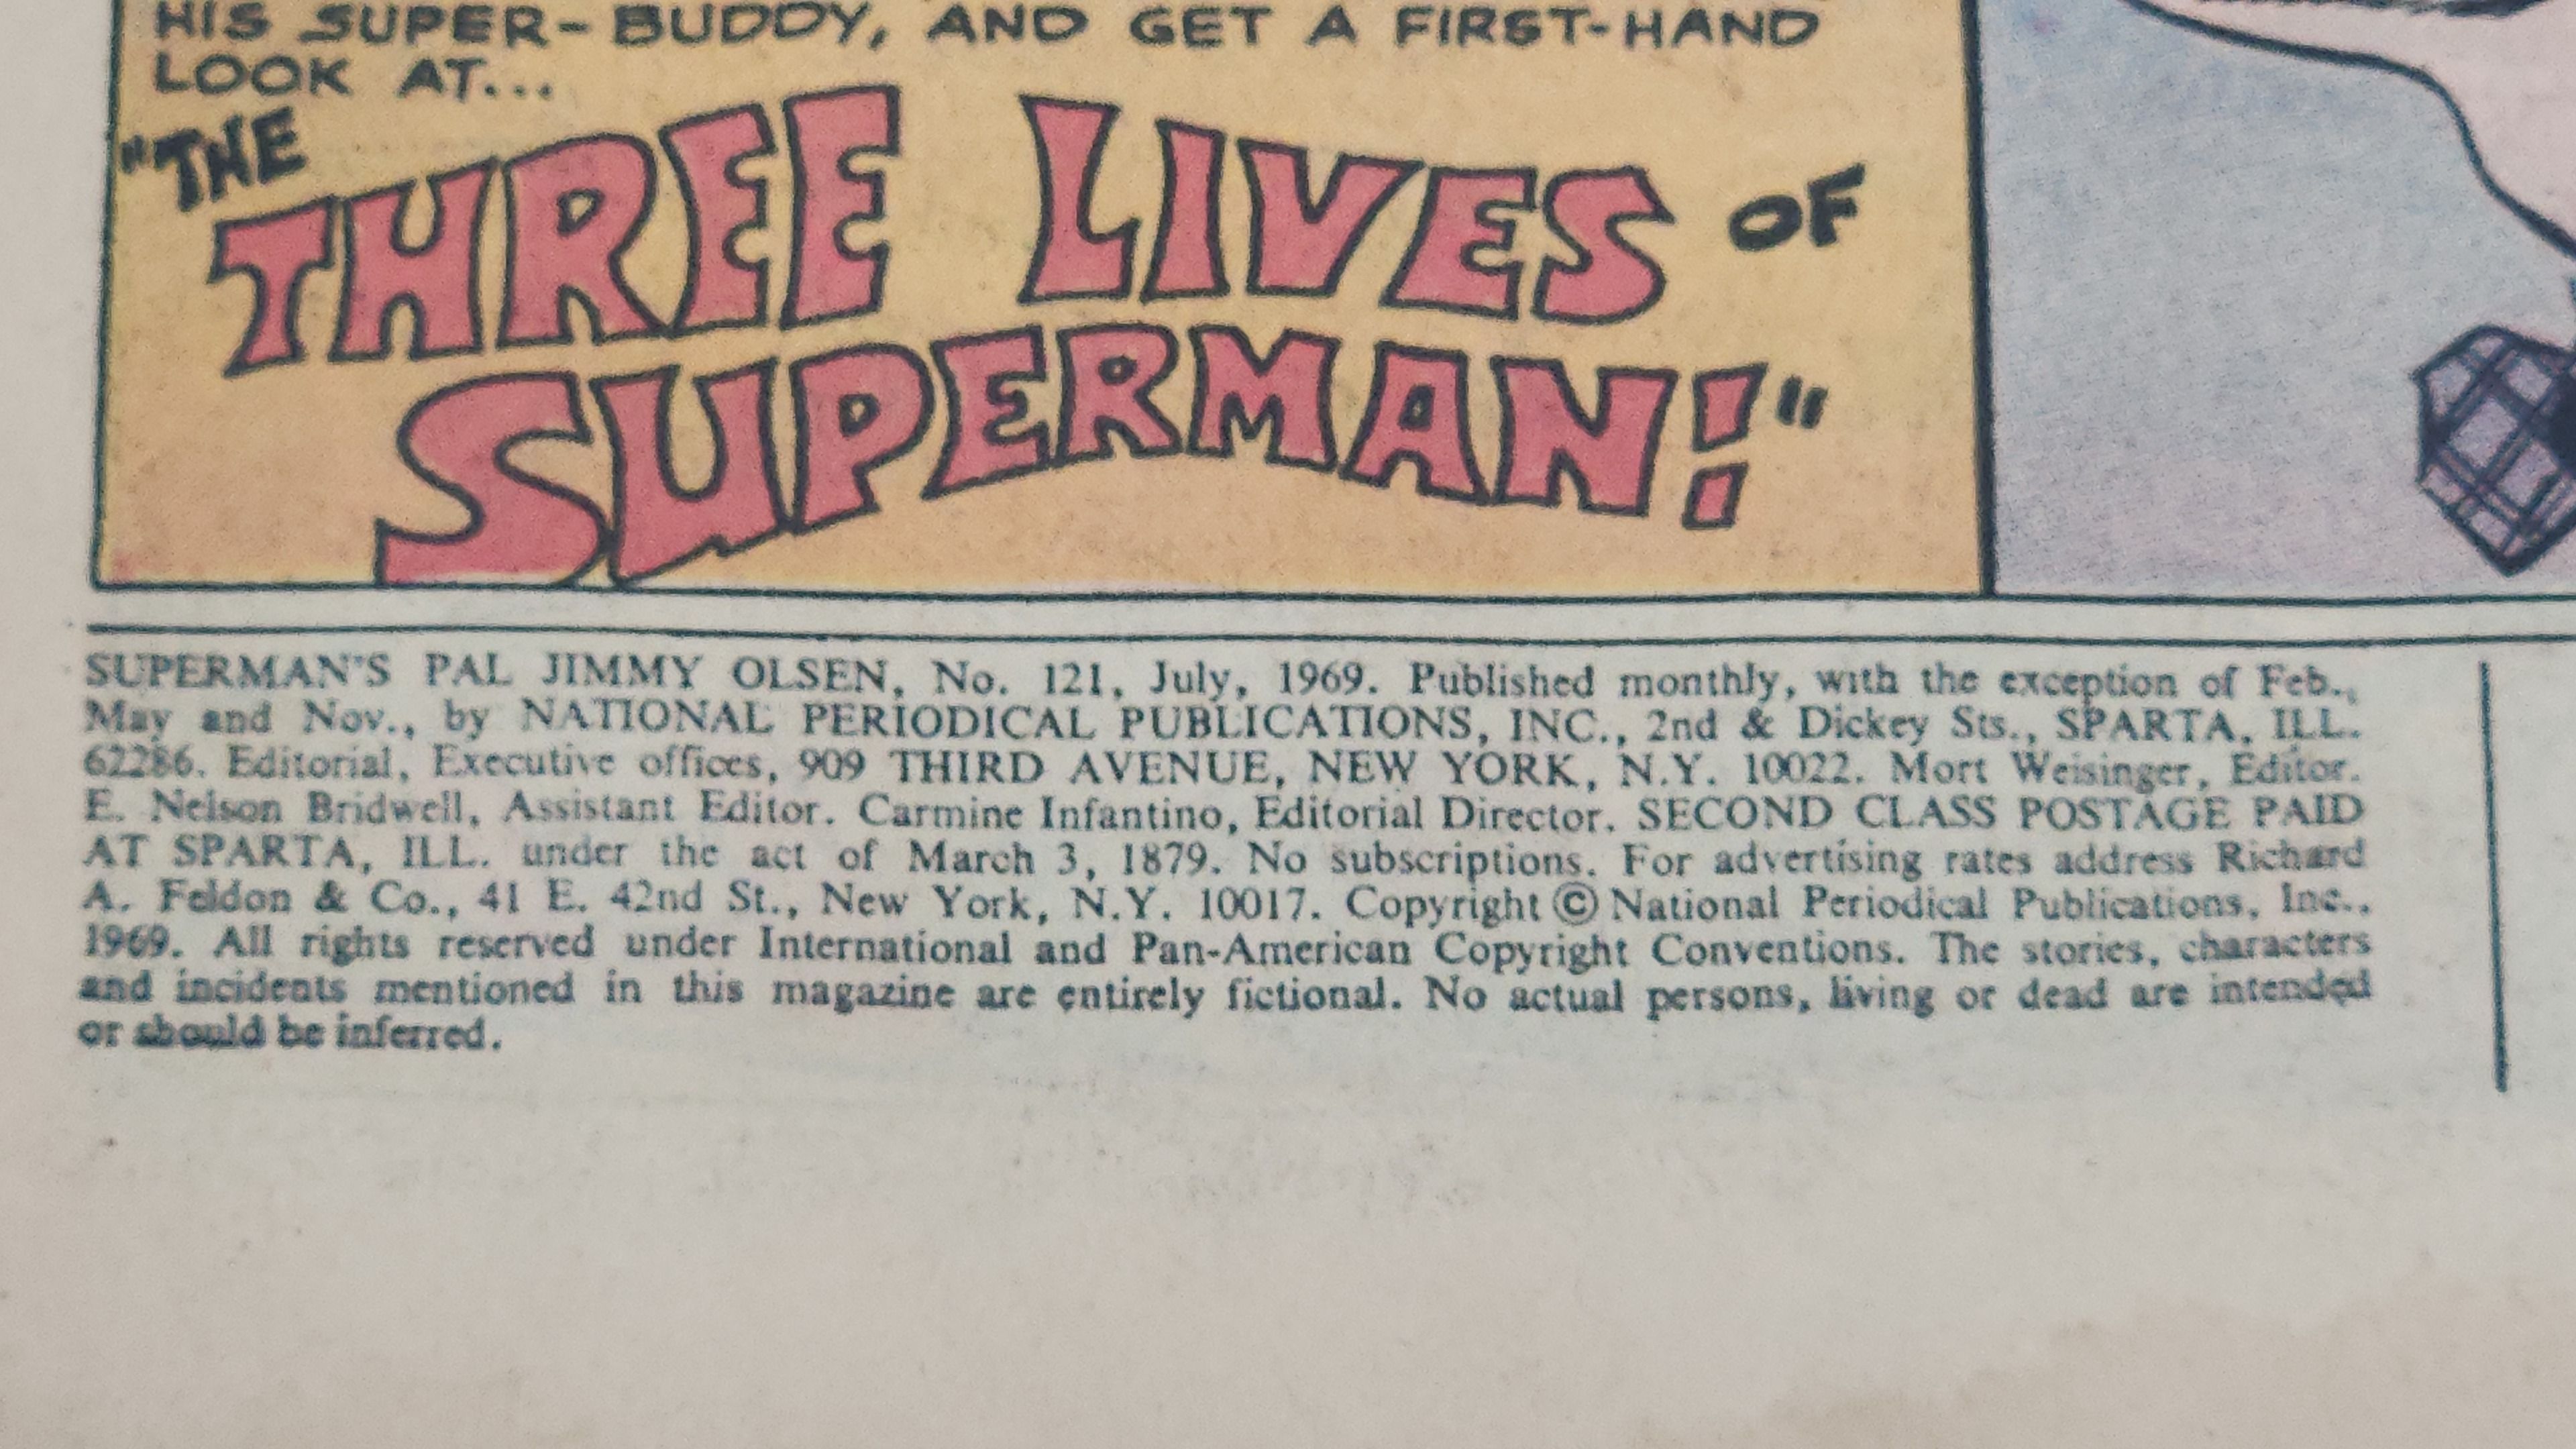 HIS SUPER-BUDDY, AND GET A FIRST-HAND
LOOK AT...
"THE
THREE LIVES OF
SUPERMAN!"
SUPERMAN'S PAL JIMMY OLSEN, No. 121, July, 1969. Published monthly, with the exception of Feb.,
May and Nov., by NATIONAL PERIODICAL PUBLICATIONS, INC., 2nd & Dickey Sts., SPARTA, ILL.
62286. Editorial, Executive offices, 909 THIRD AVENUE, NEW YORK, N.Y. 10022. Mort Weisinger, Editor.
E. Nelson Bridwell, Assistant Editor. Carmine Infantino, Editorial Director. SECOND CLASS POSTAGE PAID
AT SPARTA, ILL. under the act of March 3, 1879. No subscriptions. For advertising rates address Richard
A. Feldon & Co., 41 E. 42nd St., New York, N.Y. 10017. Copyright © National Periodical Publications, Inc.,
1969. All rights reserved under International and Pan-American Copyright Conventions. The stories, characters
and incidents mentioned in this magazine are entirely fictional. No actual persons, living or dead are intended
or should be inferred.